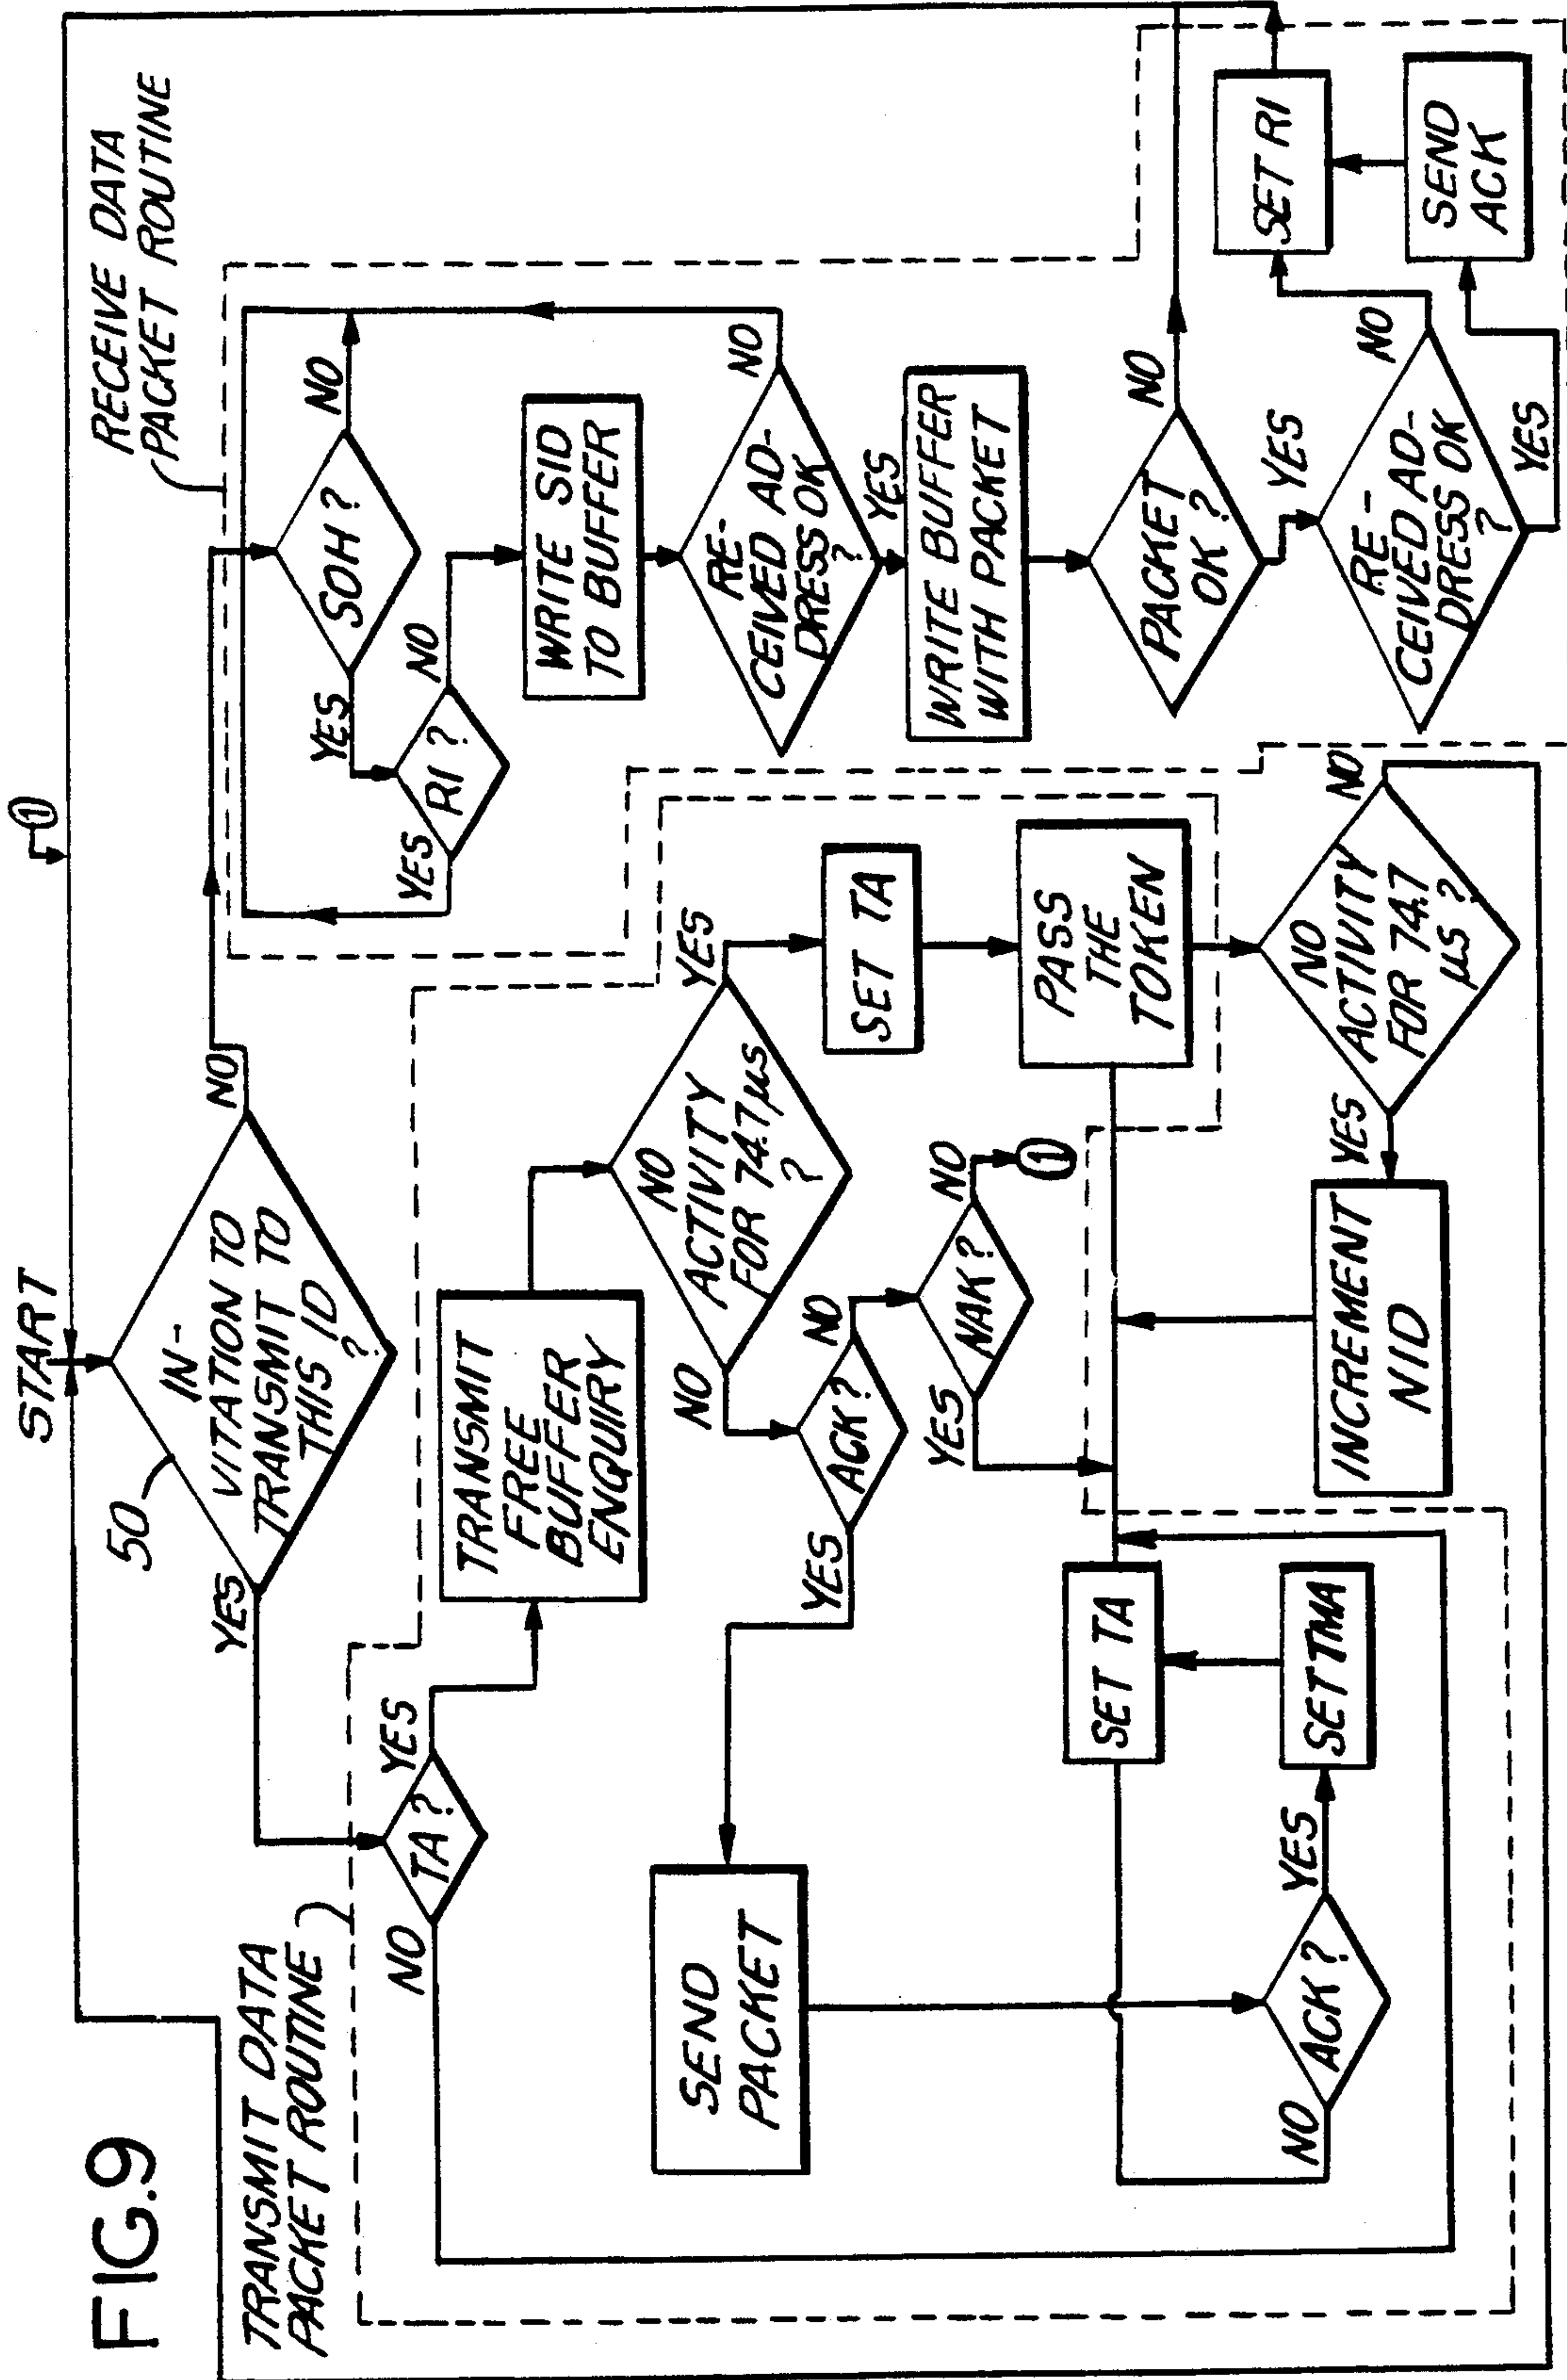 FIG.9
START
①
50
IN-
VITATION TO
TRANSMIT TO
THIS ID
?
YES
NO
TRANSMIT DATA
PACKET ROUTINE
TA?
NO
YES
TRANSMIT
FREE
BUFFER
ENQUIRY
NO
ACTIVITY
FOR 74.7µs
?
NO
YES
ACK?
YES
NO
NAK?
YES
NO
①
SET TA
PASS
THE
TOKEN
SEND
PACKET
ACK?
NO
YES
SET TMA
SET TA
NO
ACTIVITY
FOR 74.7
µs?
YES
NO
INCREMENT
NID
RECEIVE DATA
PACKET ROUTINE
SOH?
YES
NO
RI?
YES
NO
WRITE SID
TO BUFFER
RE-
CEIVED AD-
DRESS OK
?
NO
YES
WRITE BUFFER
WITH PACKET
PACKET
OK?
NO
YES
RE-
CEIVED AD-
DRESS OK
?
NO
YES
SET RI
SEND
ACK